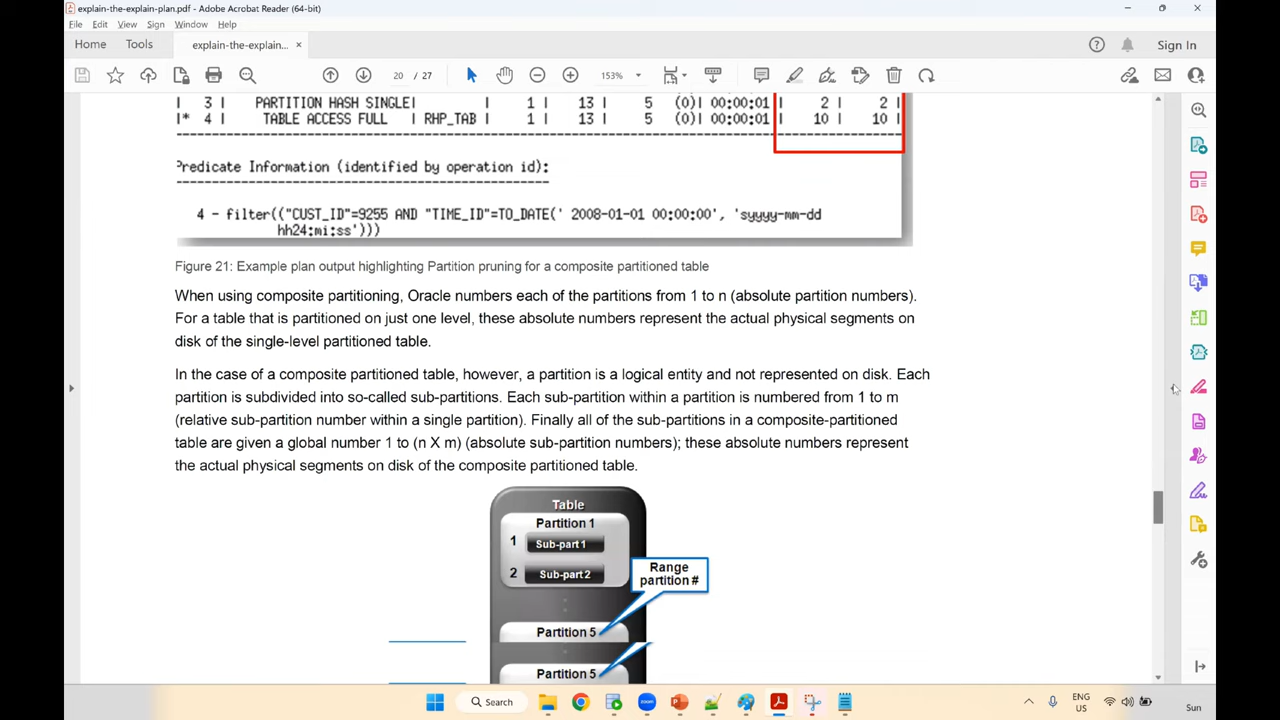 explain-the-explain-plan.pdf - Adobe Acrobat Reader (64-bit)
File Edit View Sign Window Help
Home Tools explain-the-explain... × Sign In
20 / 27 153%
| 3 | PARTITION HASH SINGLE| | 1 | 13 | 5 (0)| 00:00:01 | 2 | 2 |
|* 4 | TABLE ACCESS FULL | RHP_TAB | 1 | 13 | 5 (0)| 00:00:01 | 10 | 10 |
Predicate Information (identified by operation id):
4 - filter(("CUST_ID"=9255 AND "TIME_ID"=TO_DATE(' 2008-01-01 00:00:00', 'syyyy-mm-dd
hh24:mi:ss')))
Figure 21: Example plan output highlighting Partition pruning for a composite partitioned table
When using composite partitioning, Oracle numbers each of the partitions from 1 to n (absolute partition numbers).
For a table that is partitioned on just one level, these absolute numbers represent the actual physical segments on
disk of the single-level partitioned table.
In the case of a composite partitioned table, however, a partition is a logical entity and not represented on disk. Each
partition is subdivided into so-called sub-partitions. Each sub-partition within a partition is numbered from 1 to m
(relative sub-partition number within a single partition). Finally all of the sub-partitions in a composite-partitioned
table are given a global number 1 to (n X m) (absolute sub-partition numbers); these absolute numbers represent
the actual physical segments on disk of the composite partitioned table.
Table
Partition 1
1 Sub-part 1
2 Sub-part 2
Range
partition #
Partition 5
Partition 5
Search
ENG
US
Sun